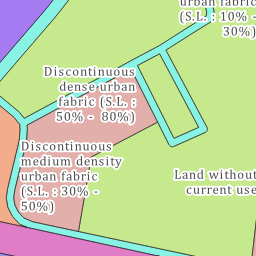 urban fabric
(S.L. : 10% -
30%)
Discontinuous
dense urban
fabric (S.L. :
50% -  80%)
Discontinuous
medium density
urban fabric
(S.L. : 30% -
50%)
Land without
current use